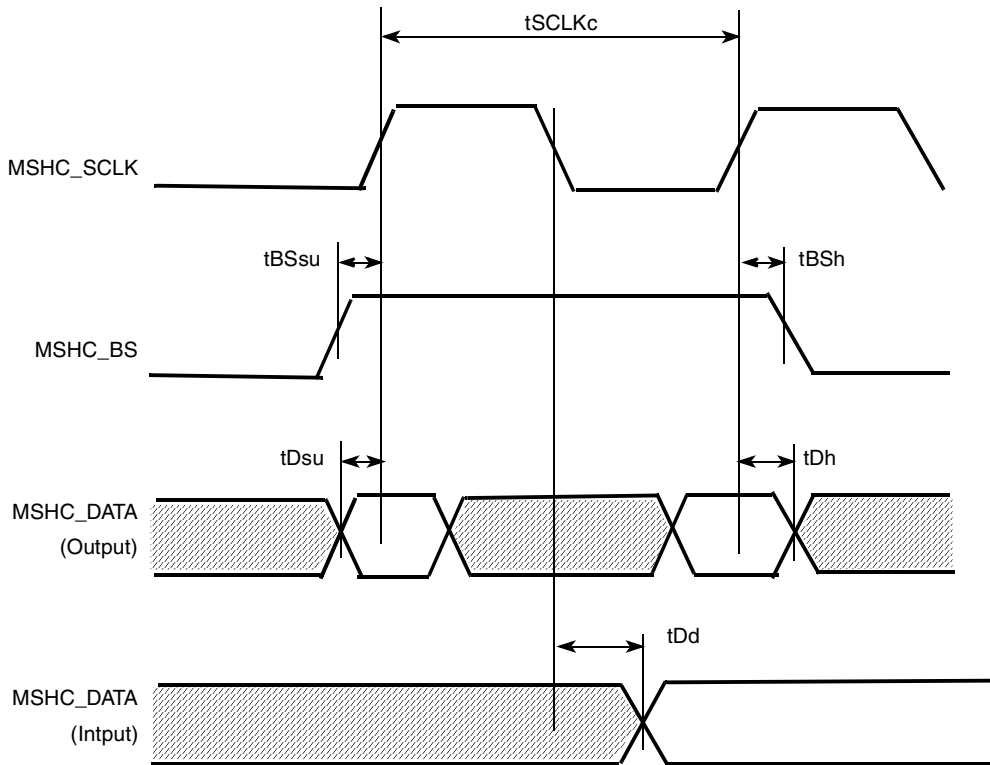 tSCLKc
MSHC_SCLK
tBSsu
tBSh
MSHC_BS
tDsu
tDh
MSHC_DATA
(Output)
tDd
MSHC_DATA
(Intput)